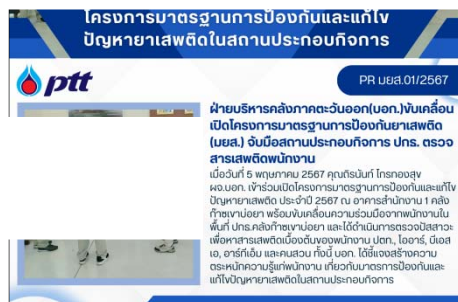 โครงการมาตรฐานการป้องกันและแก้ไข
ปัญหายาเสพติดในสถานประกอบกิจการ
ptt
PR มยส.01/2567
ฝ่ายบริหารคลังภาคตะวันออก(บอก.)ขับเคลื่อน
เปิดโครงการมาตรฐานการป้องกันยาเสพติด
(มยส.) จับมือสถานประกอบกิจการ ปกร. ตรวจ
สารเสพติดพนักงาน
เมื่อวันที่ 5 พฤษภาคม 2567 คุณถิรนันท์ ไกรทองสุข
ผจ.บอก. เข้าร่วมเปิดโครงการมาตรฐานการป้องกันและแก้ไข
ปัญหายาเสพติด ประจำปี 2567 ณ อาคารสำนักงาน 1 คลัง
ก๊าซเขาบ่อยา พร้อมขับเคลื่อนความร่วมมือจากพนักงานใน
พื้นที่ ปกร.คลังก๊าซเขาบ่อยา และได้ดำเนินการตรวจปัสสาวะ
เพื่อหาสารเสพติดเบื้องต้นของพนักงาน ปตท., โออาร์, บีเอส
เอ, อาร์ทีเอ็ม และคนสวน ทั้งนี้ บอก. ได้ชี้แจงสร้างความ
ตระหนักความรู้แก่พนักงาน เกี่ยวกับมาตรการป้องกันและ
แก้ไขปัญหายาเสพติดในสถานประกอบกิจการ